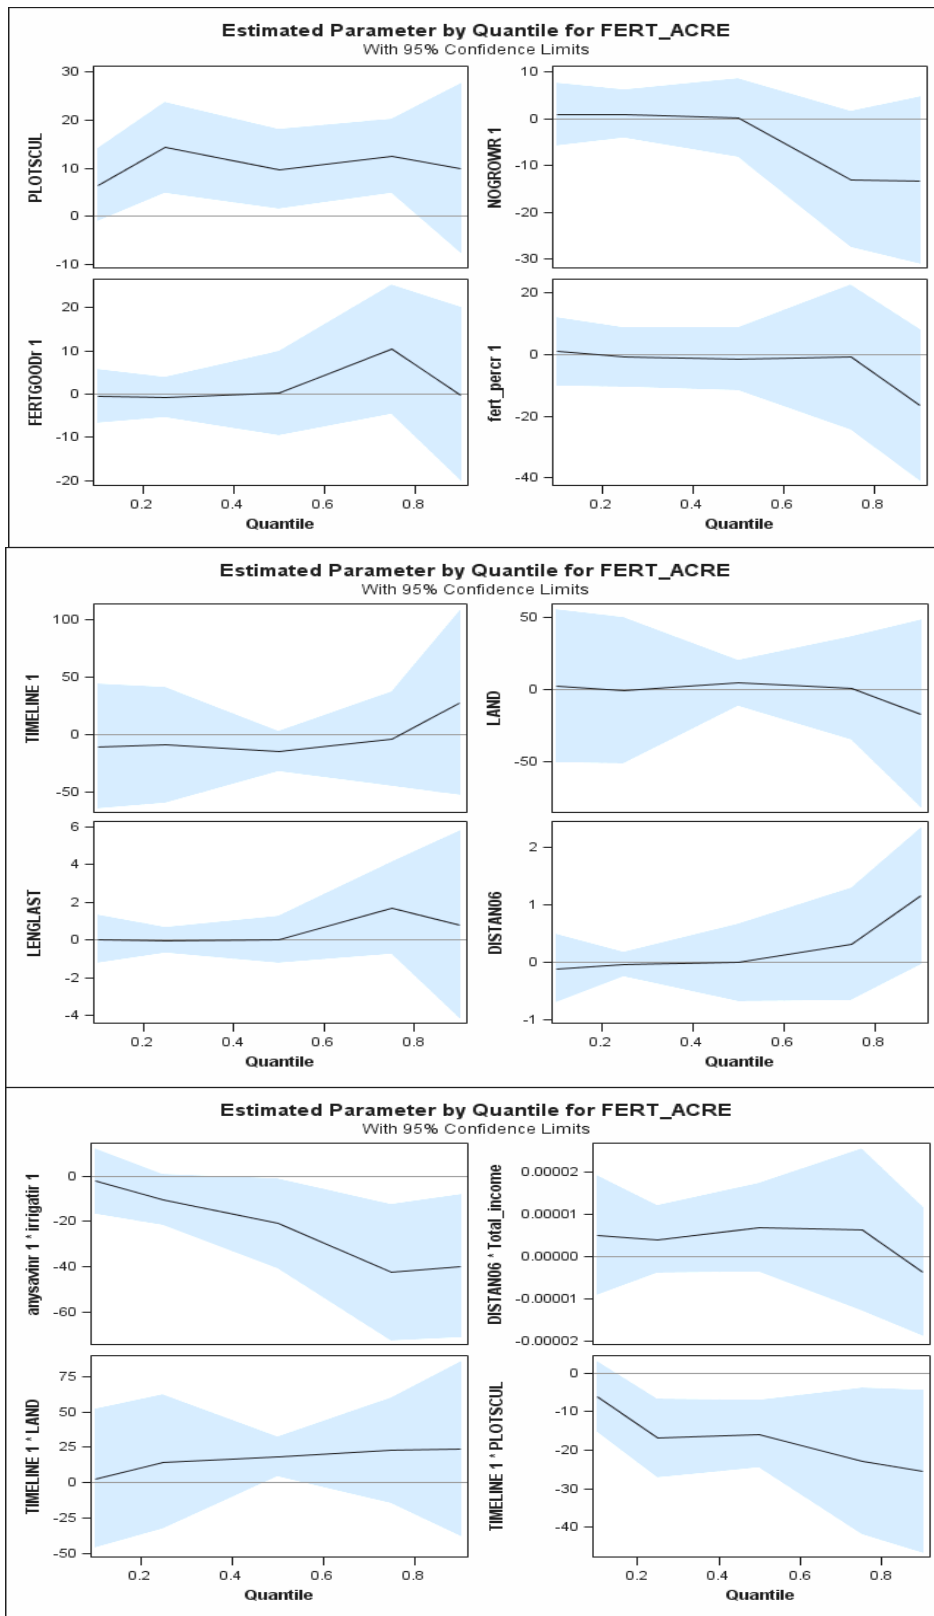 Estimated Parameter by Quantile for FERT_ACRE
With 95% Confidence Limits
PLOTSCUL
30
20
10
0
-10
NOGROWR 1
10
0
-10
-20
-30
FERTGOODr 1
20
10
0
-10
-20
0.2 0.4 0.6 0.8
Quantile
fert_percr 1
20
0
-20
-40
0.2 0.4 0.6 0.8
Quantile
Estimated Parameter by Quantile for FERT_ACRE
With 95% Confidence Limits
TIMELINE 1
100
50
0
-50
LAND
50
0
-50
LENGLAST
6
4
2
0
-2
-4
0.2 0.4 0.6 0.8
Quantile
DISTAN06
2
1
0
-1
0.2 0.4 0.6 0.8
Quantile
Estimated Parameter by Quantile for FERT_ACRE
With 95% Confidence Limits
anysavinr 1 * irrigatir 1
0
-20
-40
-60
DISTAN06 * Total_income
0.00002
0.00001
0.00000
-0.00001
-0.00002
TIMELINE 1 * LAND
75
50
25
0
-25
-50
0.2 0.4 0.6 0.8
Quantile
TIMELINE 1 * PLOTSCUL
0
-10
-20
-30
-40
0.2 0.4 0.6 0.8
Quantile